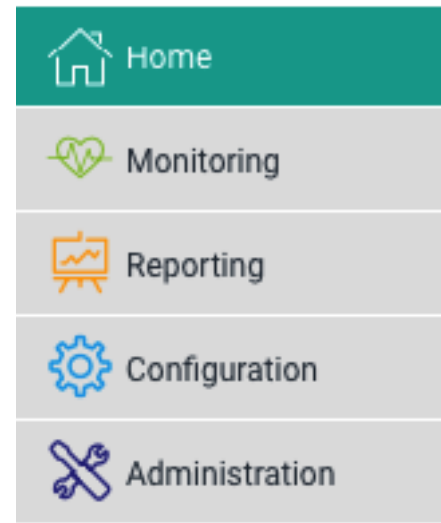 Home
Monitoring
Reporting
Configuration
Administration